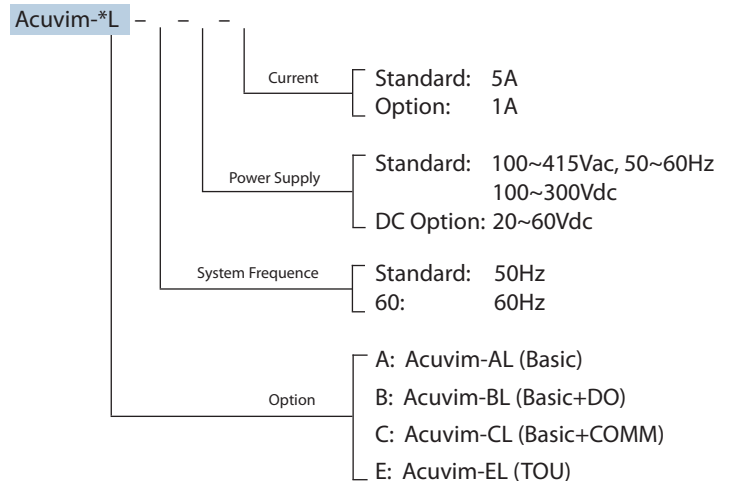 Acuvim-*L – – –
Current
Standard: 5A
Option: 1A
Power Supply
Standard: 100~415Vac, 50~60Hz
100~300Vdc
DC Option: 20~60Vdc
System Frequence
Standard: 50Hz
60: 60Hz
Option
A: Acuvim-AL (Basic)
B: Acuvim-BL (Basic+DO)
C: Acuvim-CL (Basic+COMM)
E: Acuvim-EL (TOU)